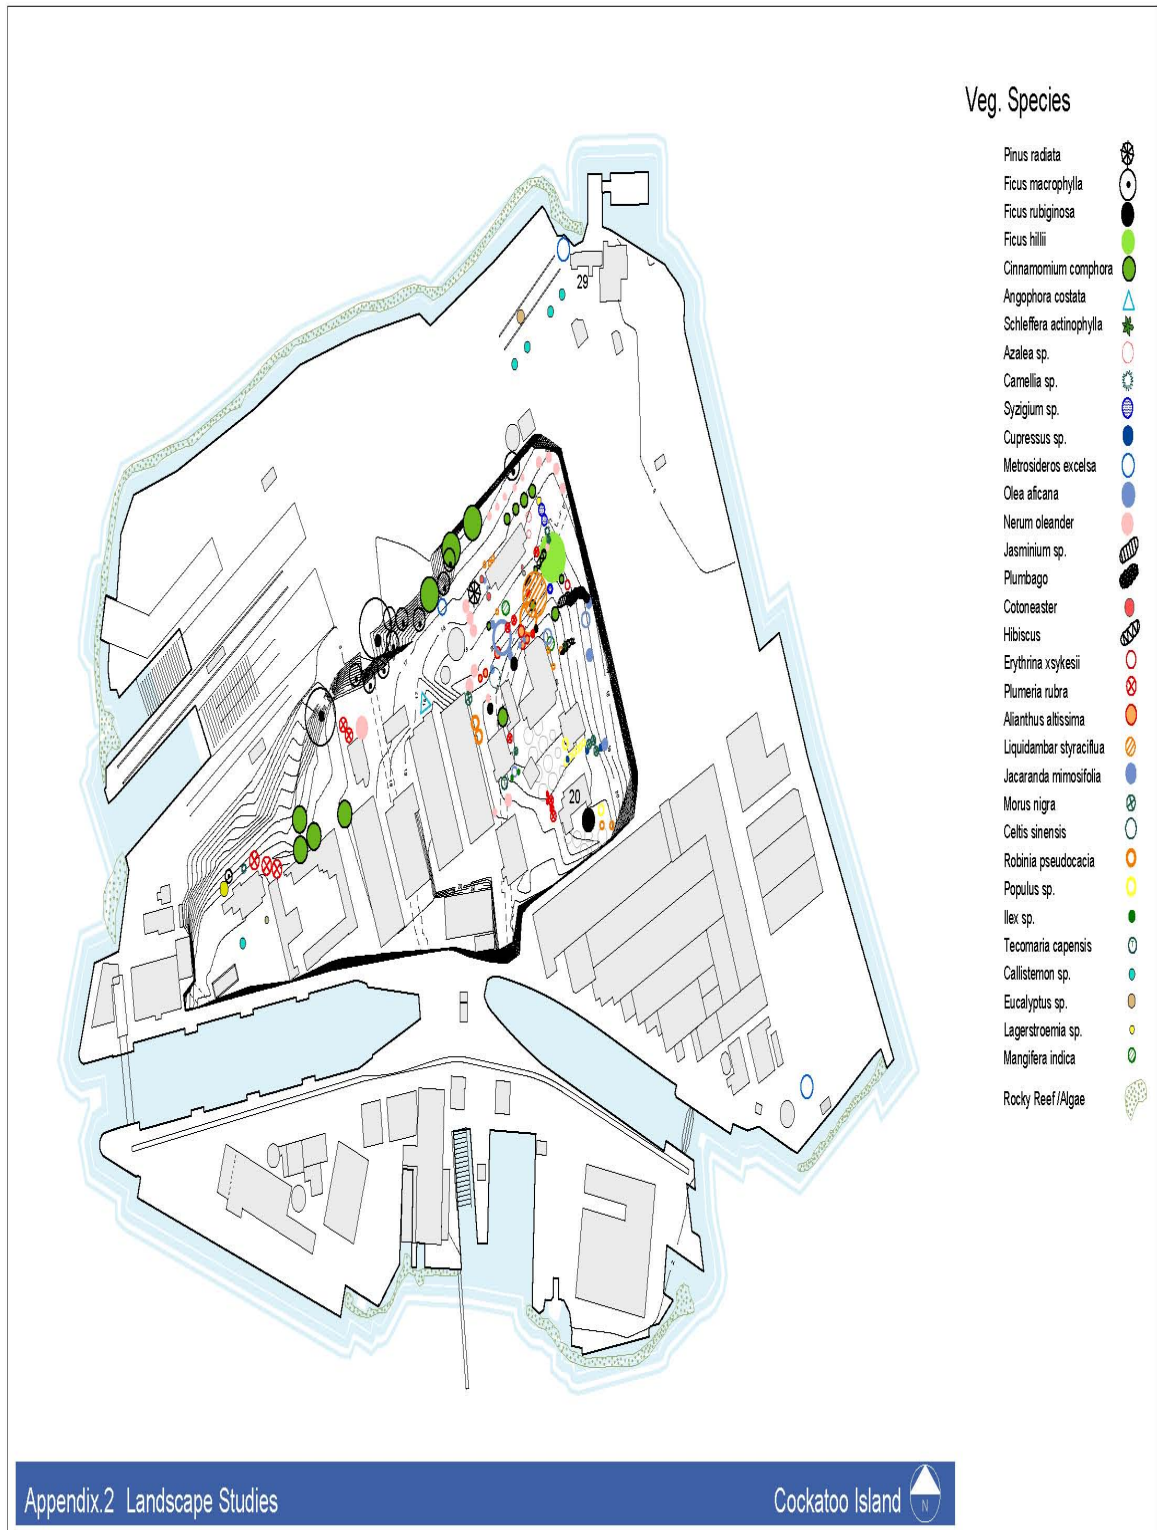 Veg. Species
Pinus radiata
Ficus macrophylla
Ficus rubiginosa
Ficus hillii
Cinnamomium comphora
Angophora costata
Schleffera actinophylla
Azalea sp.
Camellia sp.
Syzigium sp.
Cupressus sp.
Metrosideros excelsa
Olea aficana
Nerum oleander
Jasminium sp.
Plumbago
Cotoneaster
Hibiscus
Erythrina xsykesii
Plumeria rubra
Alianthus altissima
Liquidambar styraciflua
Jacaranda mimosifolia
Morus nigra
Celtis sinensis
Robinia pseudocacia
Populus sp.
Ilex sp.
Tecomaria capensis
Callistemon sp.
Eucalyptus sp.
Lagerstroemia sp.
Mangifera indica
Rocky Reef /Algae
29
20
Appendix.2 Landscape Studies
Cockatoo Island
N